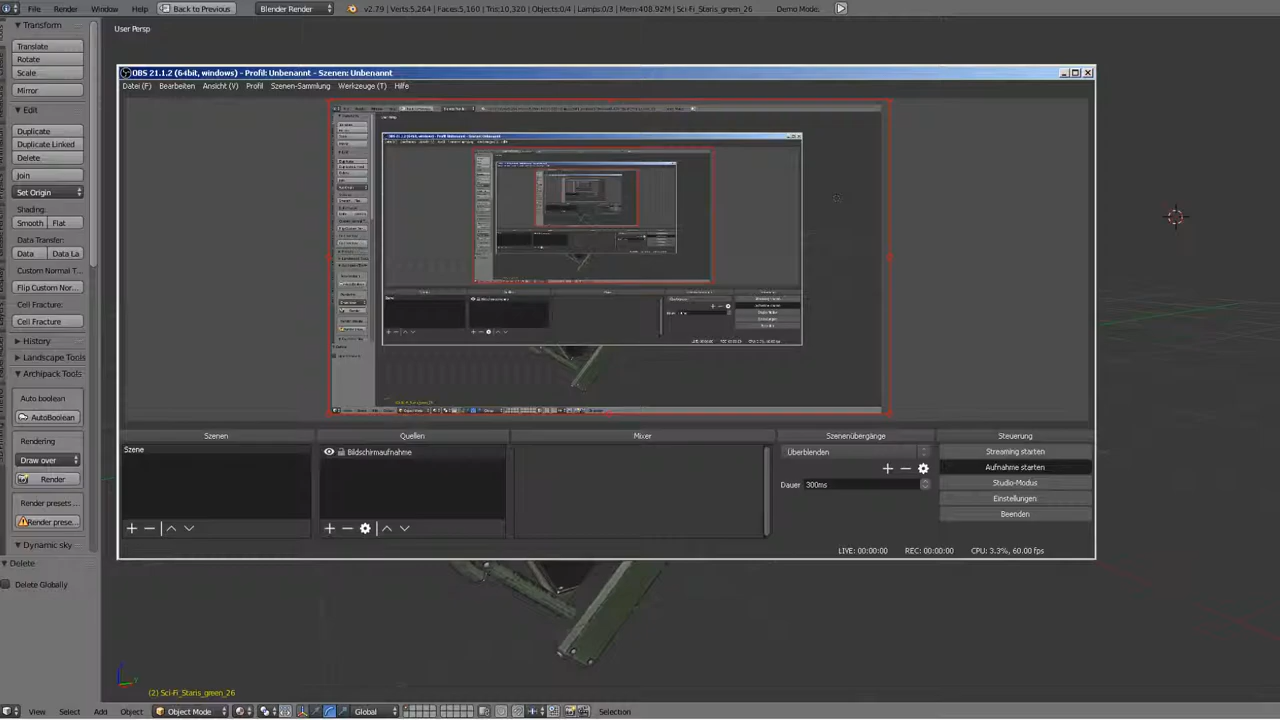 File Render Window Help Back to Previous Blender Render v2.79 | Verts:5,264 | Faces:5,160 | Tris:10,320 | Objects:0/4 | Lamps:0/3 | Mem:408.92M | Sci-Fi_Staris_green_26 Demo Mode:
Transform
User Persp
Translate
Rotate
Scale
Mirror
Edit
Duplicate
Duplicate Linked
Delete
Join
Set Origin
Shading:
Smooth Flat
Data Transfer:
Data Data La
Custom Normal T...
Flip Custom Nor...
Cell Fracture:
Cell Fracture
History
Landscape Tools
Archipack Tools
Auto boolean
AutoBoolean
Rendering
Draw over
Render
Render presets...
Render prese...
Dynamic sky
Delete
Delete Globally
OBS 21.1.2 (64bit, windows) - Profil: Unbenannt - Szenen: Unbenannt
Datei (F) Bearbeiten Ansicht (V) Profil Szenen-Sammlung Werkzeuge (T) Hilfe
Szenen Quellen Mixer Szenenübergänge Steuerung
Szene
Bildschirmaufnahme
Überblenden
Dauer 300ms
Streaming starten
Aufnahme starten
Studio-Modus
Einstellungen
Beenden
LIVE: 00:00:00 REC: 00:00:00 CPU: 3.3%, 60.00 fps
(2) Sci-Fi_Staris_green_26
View Select Add Object Object Mode Global Selection